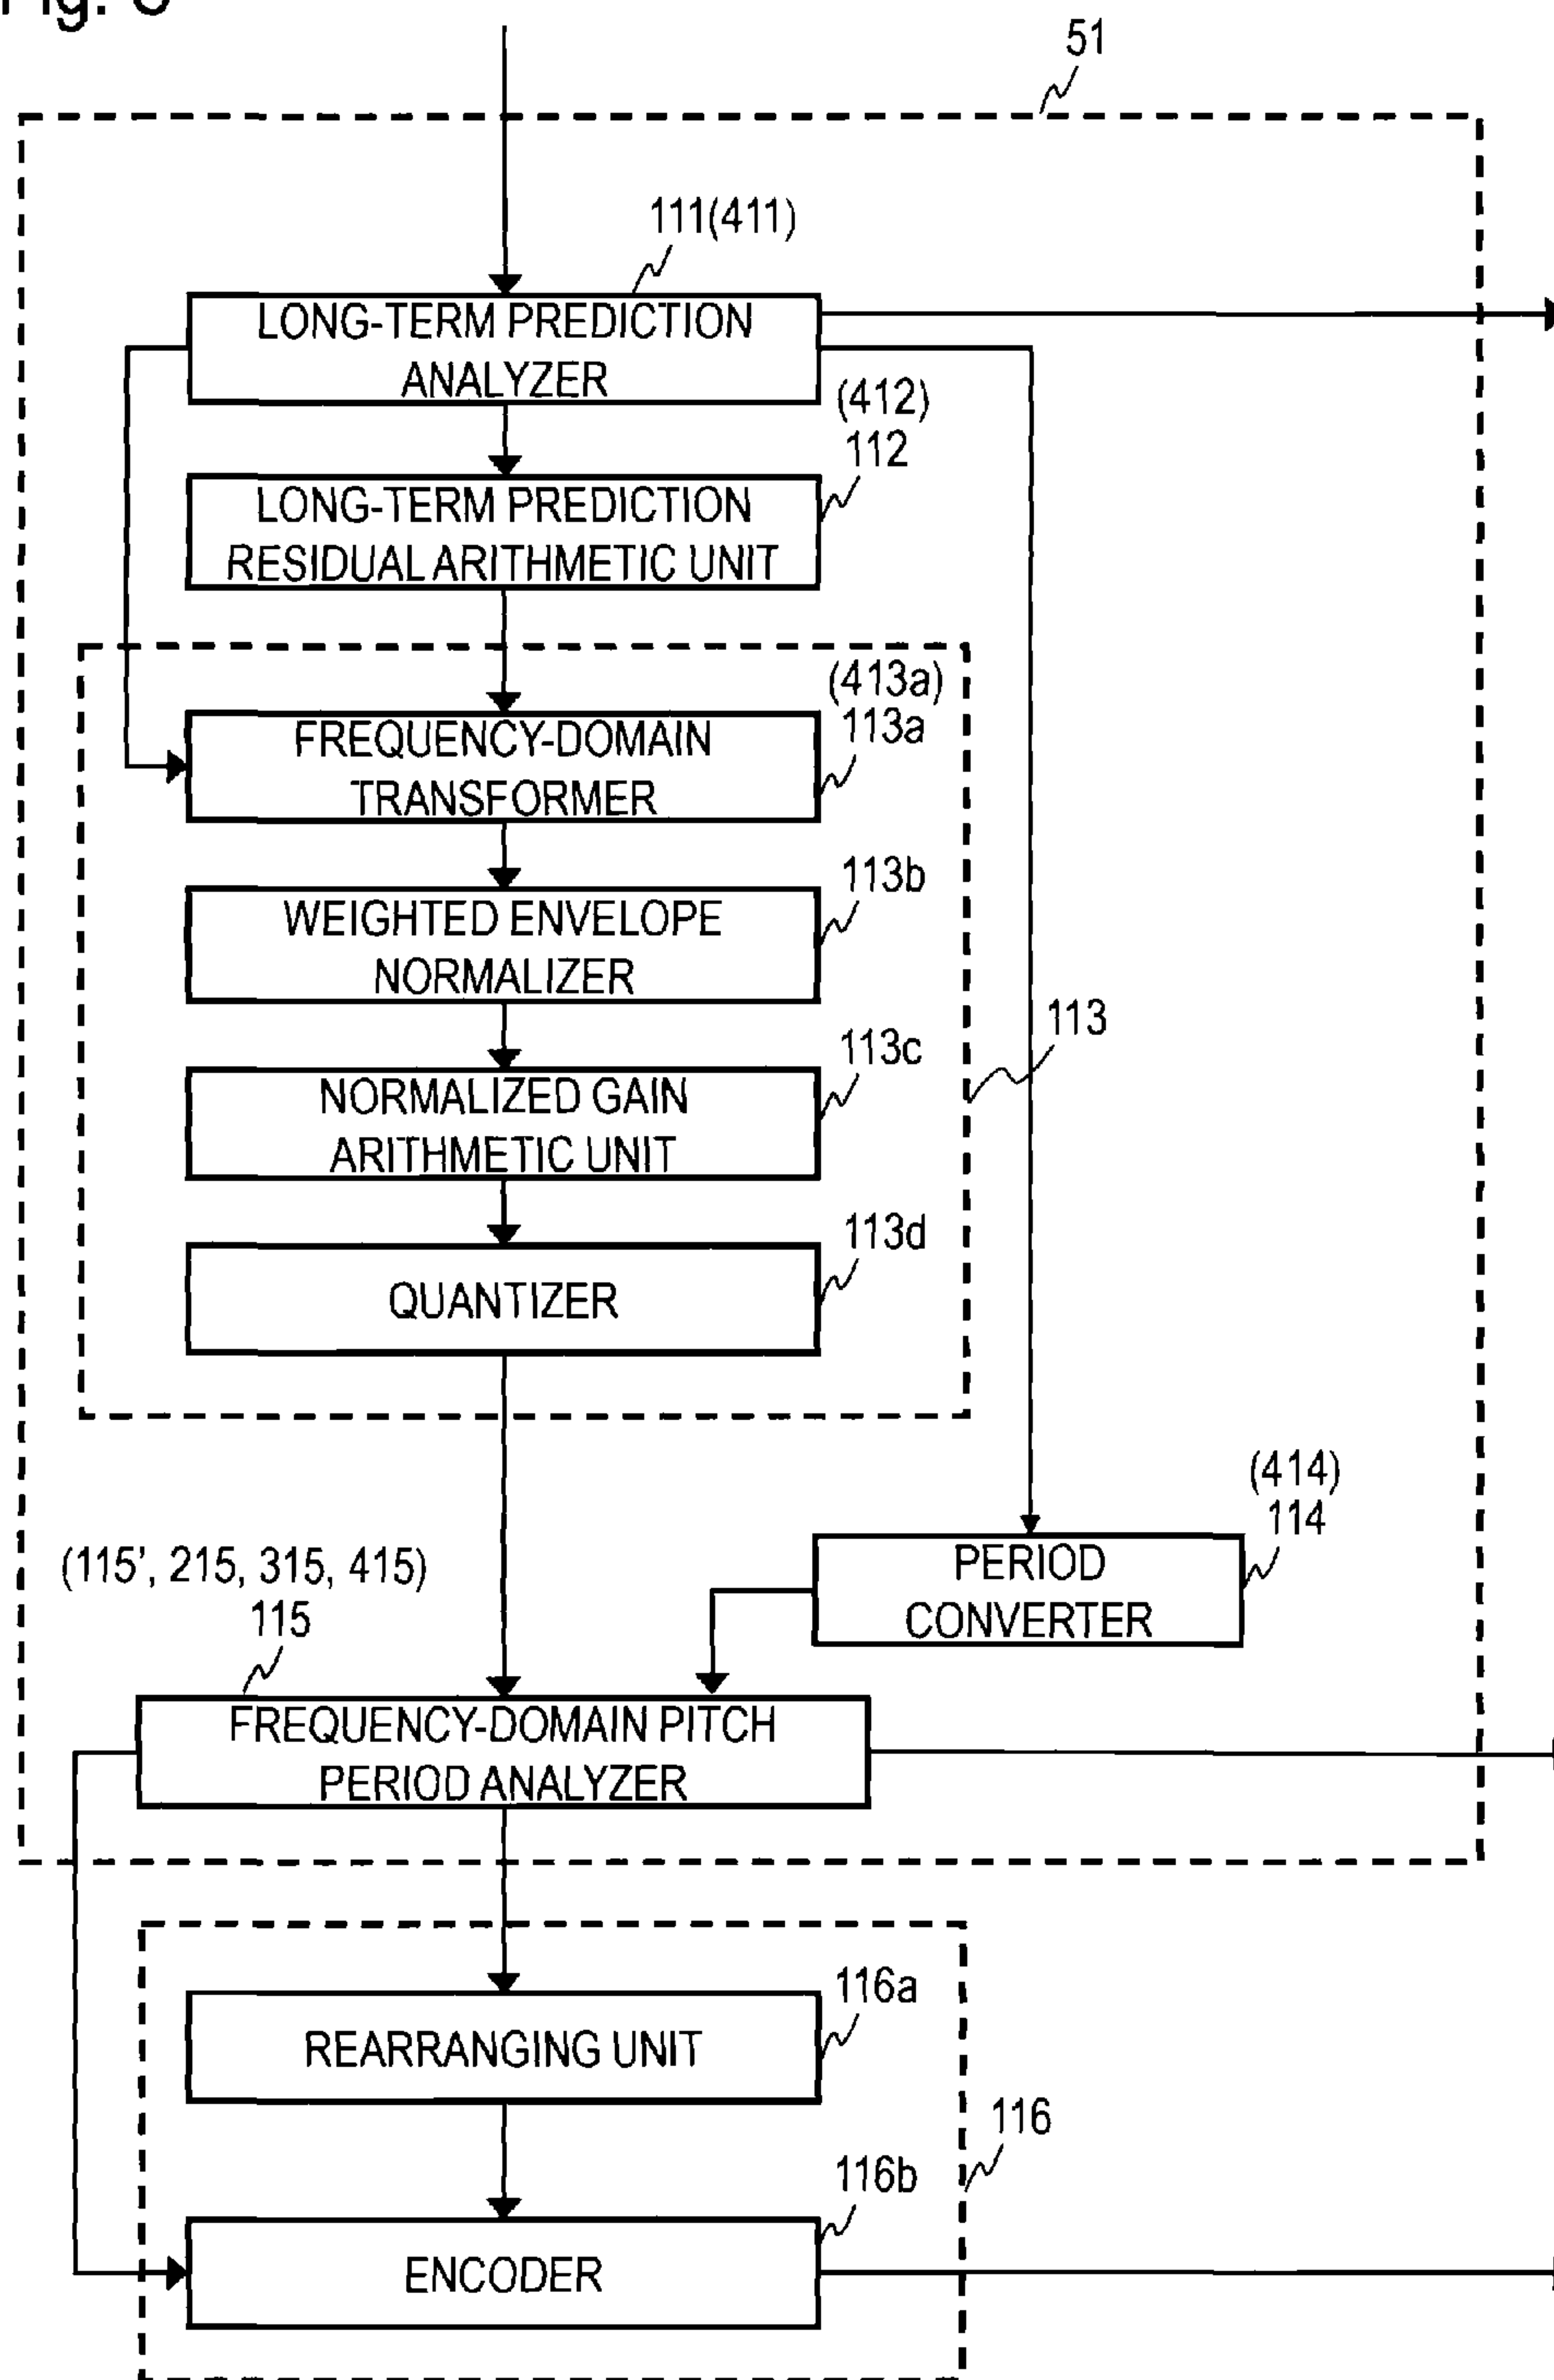 51
111(411)
LONG-TERM PREDICTION
ANALYZER
(412)
112
LONG-TERM PREDICTION
RESIDUAL ARITHMETIC UNIT
(413a)
113a
FREQUENCY-DOMAIN
TRANSFORMER
113b
WEIGHTED ENVELOPE
NORMALIZER
113
113c
NORMALIZED GAIN
ARITHMETIC UNIT
113d
QUANTIZER
(414)
114
PERIOD
CONVERTER
(115', 215, 315, 415)
115
FREQUENCY-DOMAIN PITCH
PERIOD ANALYZER
116a
REARRANGING UNIT
116
116b
ENCODER